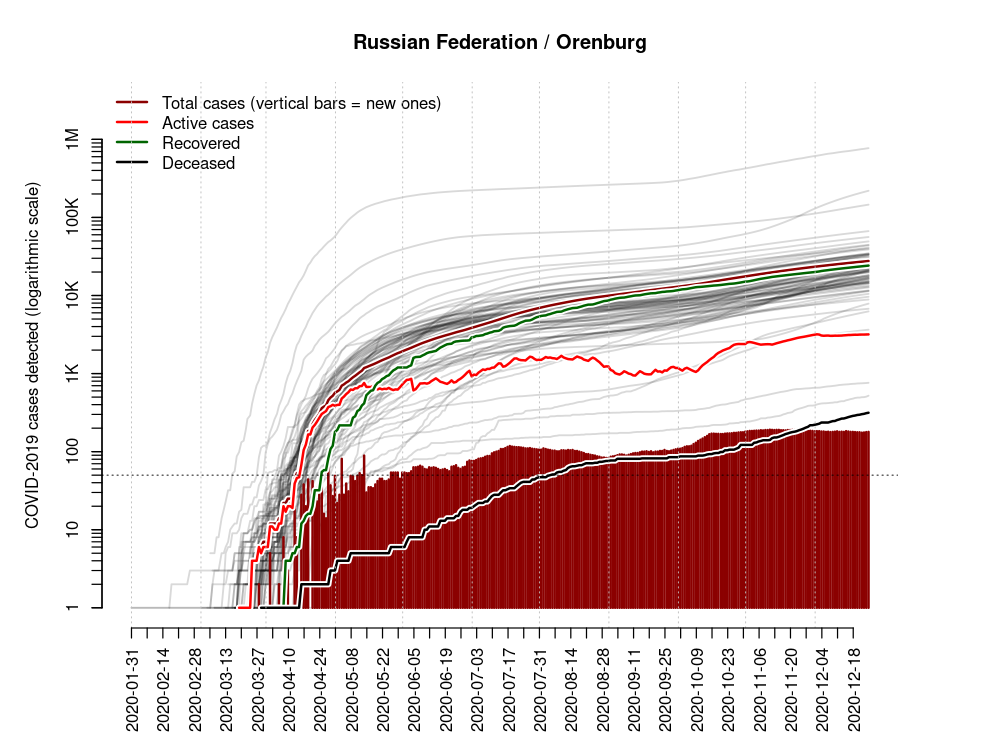 Russian Federation / Orenburg
Total cases (vertical bars = new ones)
Active cases
Recovered
Deceased
COVID-2019 cases detected (logarithmic scale)
1M
100K
10K
1K
100
10
1
2020-01-31
2020-02-14
2020-02-28
2020-03-13
2020-03-27
2020-04-10
2020-04-24
2020-05-08
2020-05-22
2020-06-05
2020-06-19
2020-07-03
2020-07-17
2020-07-31
2020-08-14
2020-08-28
2020-09-11
2020-09-25
2020-10-09
2020-10-23
2020-11-06
2020-11-20
2020-12-04
2020-12-18